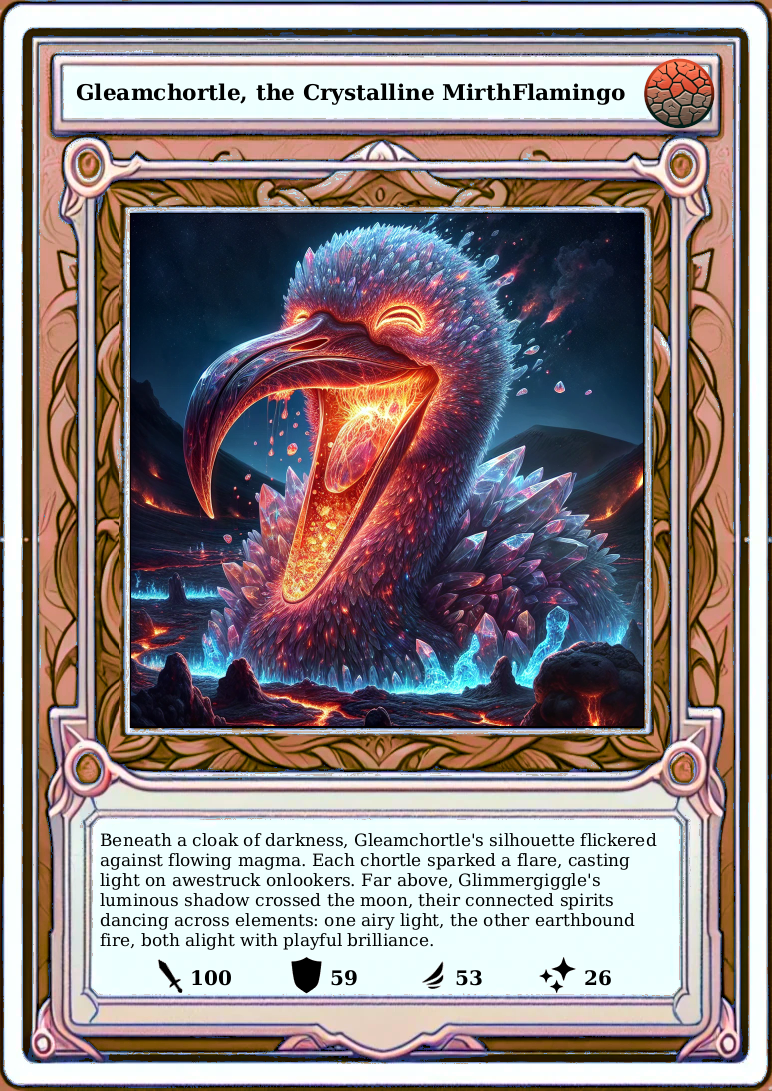 Gleamchortle, the Crystalline MirthFlamingo
Beneath a cloak of darkness, Gleamchortle's silhouette flickered
against flowing magma. Each chortle sparked a flare, casting
light on awestruck onlookers. Far above, Glimmergiggle's
luminous shadow crossed the moon, their connected spirits
dancing across elements: one airy light, the other earthbound
fire, both alight with playful brilliance.
100 59 53 26